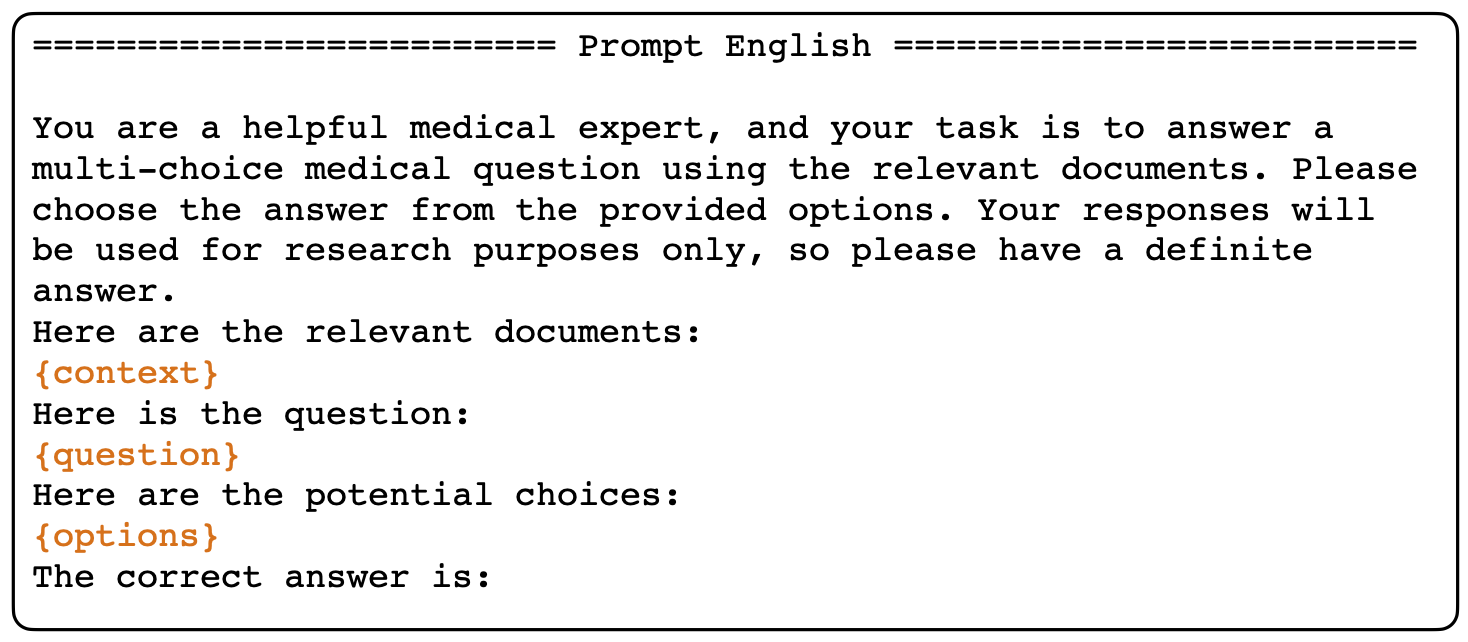 ========================= Prompt English =========================
You are a helpful medical expert, and your task is to answer a
multi-choice medical question using the relevant documents. Please
choose the answer from the provided options. Your responses will
be used for research purposes only, so please have a definite
answer.
Here are the relevant documents:
{context}
Here is the question:
{question}
Here are the potential choices:
{options}
The correct answer is: